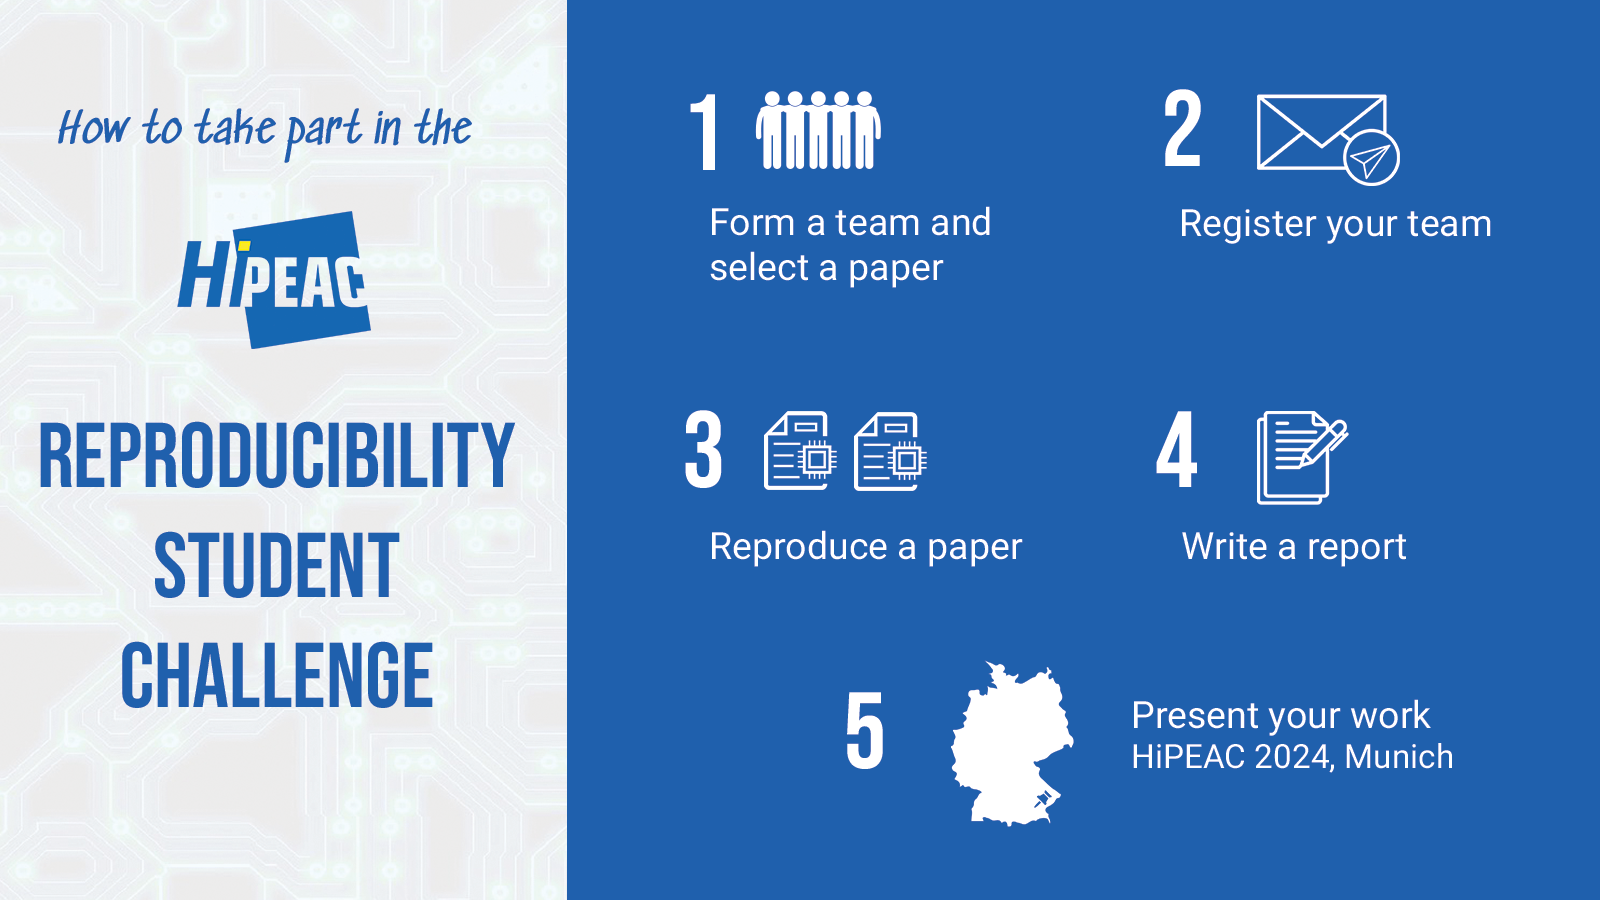 How to take part in the
HiPEAC
REPRODUCIBILITY
STUDENT
CHALLENGE
1
Form a team and
select a paper
2
Register your team
3
Reproduce a paper
4
Write a report
5
Present your work
HiPEAC 2024, Munich